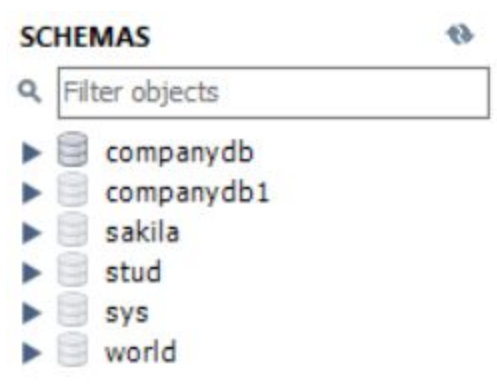 SCHEMAS
Filter objects
companydb
companydb1
sakila
stud
sys
world